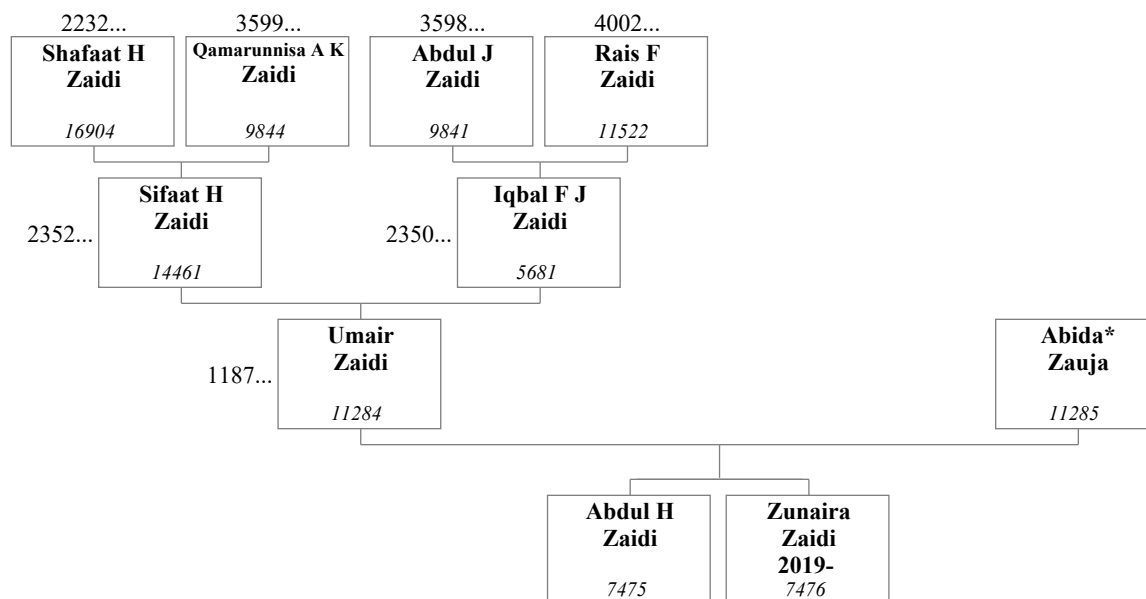 2232...
3599...
3598...
4002...
Shafaat H
Zaidi
16904
Qamarunnisa A K
Zaidi
9844
Abdul J
Zaidi
9841
Rais F
Zaidi
11522
2352...
Sifaat H
Zaidi
14461
2350...
Iqbal F J
Zaidi
5681
1187...
Umair
Zaidi
11284
Abida*
Zauja
11285
Abdul H
Zaidi
7475
Zunaira
Zaidi
2019-
7476